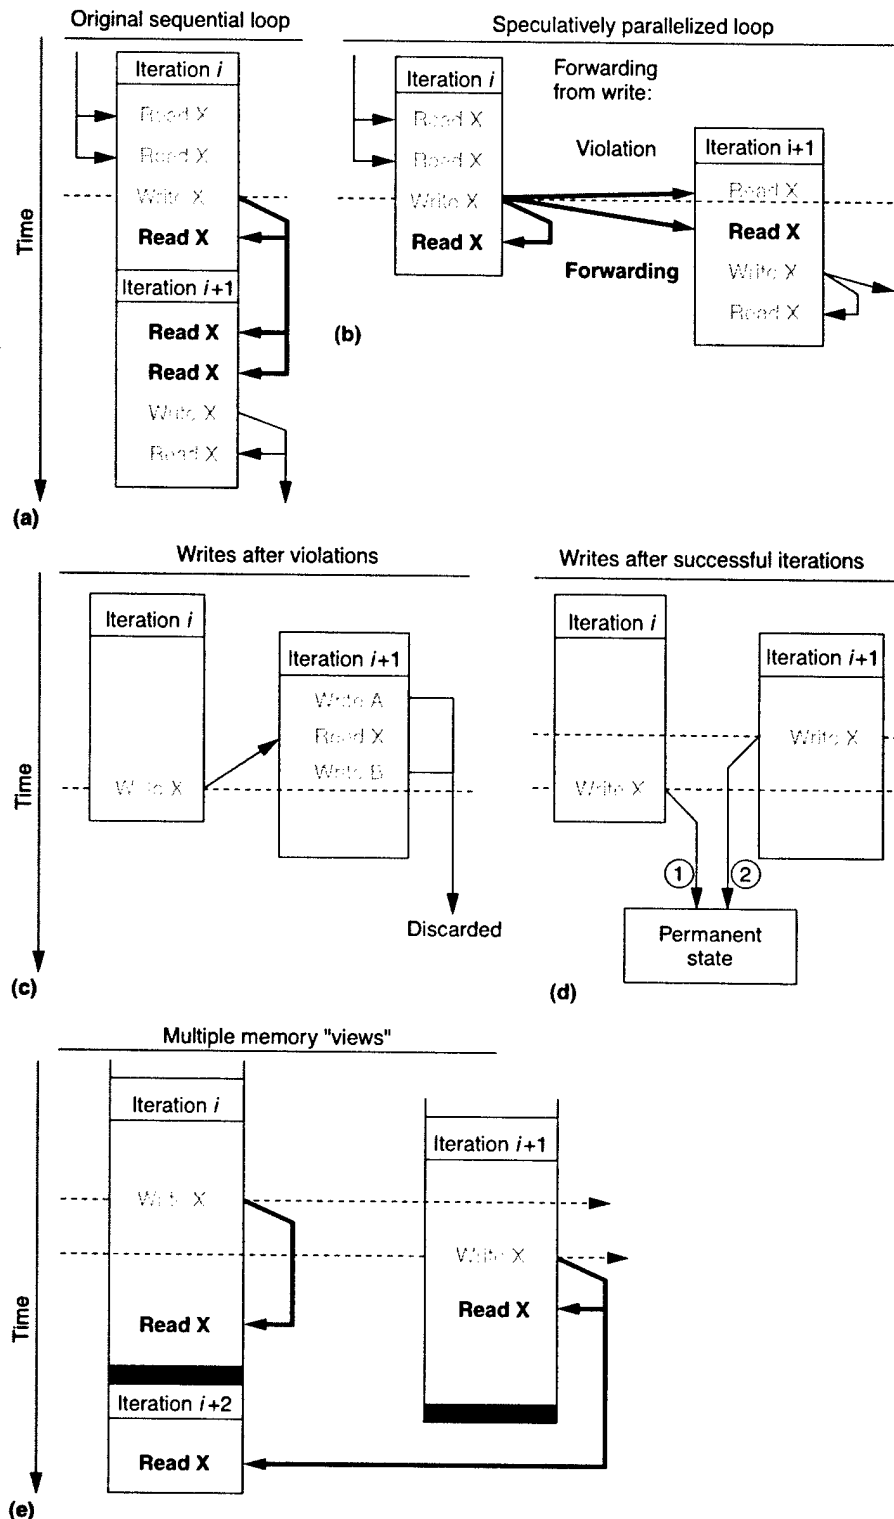 Original sequential loop
Speculatively parallelized loop
Time
Iteration i
Read X
Read X
Write X
Read X
Iteration i+1
Read X
Read X
Write X
Read X
(a)
Iteration i
Read X
Read X
Write X
Read X
Forwarding
from write:
Violation
Forwarding
Iteration i+1
Read X
Read X
Write X
Read X
(b)
Writes after violations
Time
Iteration i
Write X
Iteration i+1
Write A
Read X
Write B
Discarded
(c)
Writes after successful iterations
Iteration i
Write X
Iteration i+1
Write X
1
2
Permanent
state
(d)
Multiple memory "views"
Time
Iteration i
Write X
Read X
Iteration i+2
Read X
Iteration i+1
Write X
Read X
(e)